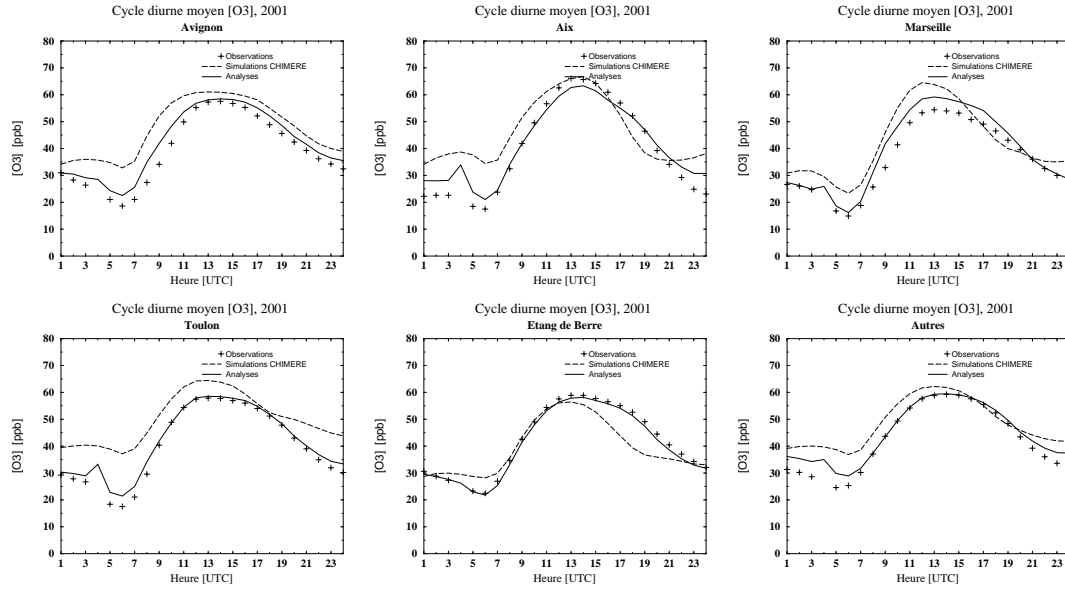 Cycle diurne moyen [O3], 2001
Avignon
80
70
60
50
40
30
20
10
0
[O3] [ppb]
Observations
Simulations CHIMERE
Analyses
1 3 5 7 9 11 13 15 17 19 21 23
Heure [UTC]
Cycle diurne moyen [O3], 2001
Aix
80
70
60
50
40
30
20
10
0
[O3] [ppb]
Observations
Simulations CHIMERE
Analyses
1 3 5 7 9 11 13 15 17 19 21 23
Heure [UTC]
Cycle diurne moyen [O3], 2001
Marseille
80
70
60
50
40
30
20
10
0
[O3] [ppb]
Observations
Simulations CHIMERE
Analyses
1 3 5 7 9 11 13 15 17 19 21 23
Heure [UTC]
Cycle diurne moyen [O3], 2001
Toulon
80
70
60
50
40
30
20
10
0
[O3] [ppb]
Observations
Simulations CHIMERE
Analyses
1 3 5 7 9 11 13 15 17 19 21 23
Heure [UTC]
Cycle diurne moyen [O3], 2001
Etang de Berre
80
70
60
50
40
30
20
10
0
[O3] [ppb]
Observations
Simulations CHIMERE
Analyses
1 3 5 7 9 11 13 15 17 19 21 23
Heure [UTC]
Cycle diurne moyen [O3], 2001
Autres
80
70
60
50
40
30
20
10
0
[O3] [ppb]
Observations
Simulations CHIMERE
Analyses
1 3 5 7 9 11 13 15 17 19 21 23
Heure [UTC]